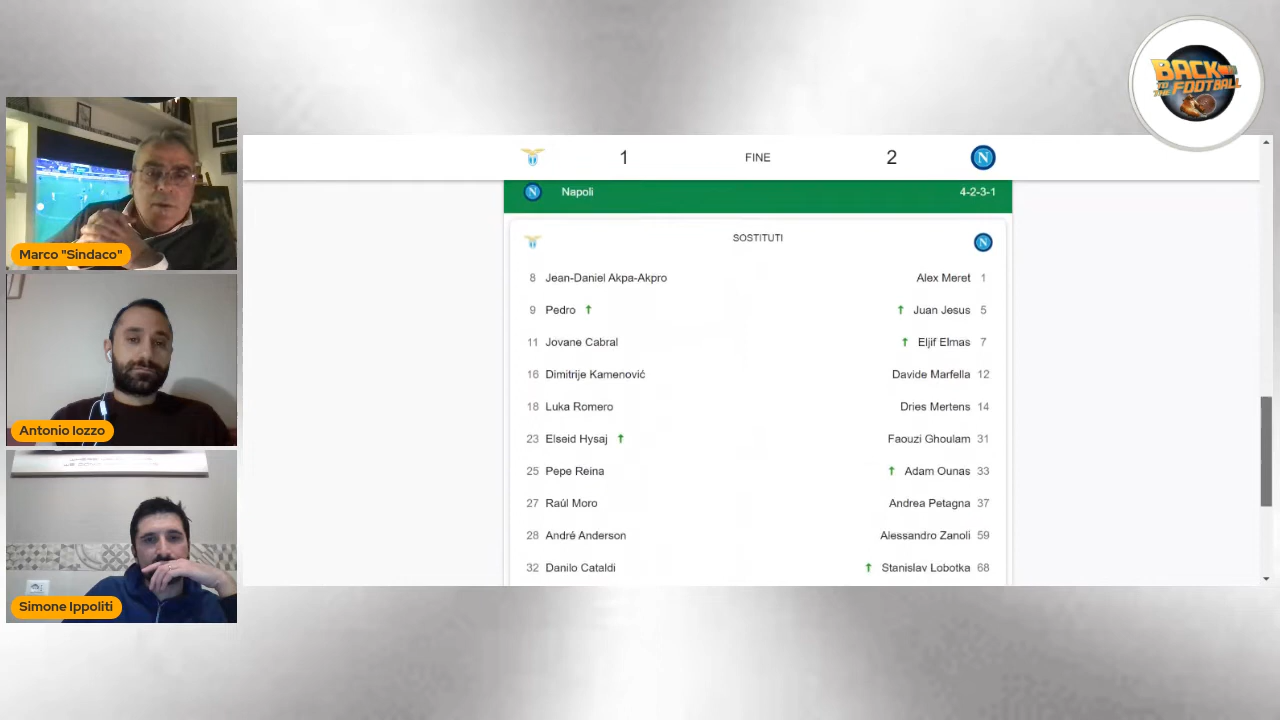 BACK
TO THE FOOTBALL
1 FINE 2 N
N Napoli 4-2-3-1
SOSTITUTI N
8 Jean-Daniel Akpa-Akpro Alex Meret 1
9 Pedro ↑ ↑ Juan Jesus 5
11 Jovane Cabral ↑ Eljif Elmas 7
16 Dimitrije Kamenović Davide Marfella 12
18 Luka Romero Dries Mertens 14
23 Elseid Hysaj ↑ Faouzi Ghoulam 31
25 Pepe Reina ↑ Adam Ounas 33
27 Raúl Moro Andrea Petagna 37
28 André Anderson Alessandro Zanoli 59
32 Danilo Cataldi ↑ Stanislav Lobotka 68
Marco "Sindaco"
Antonio Iozzo
Simone Ippoliti